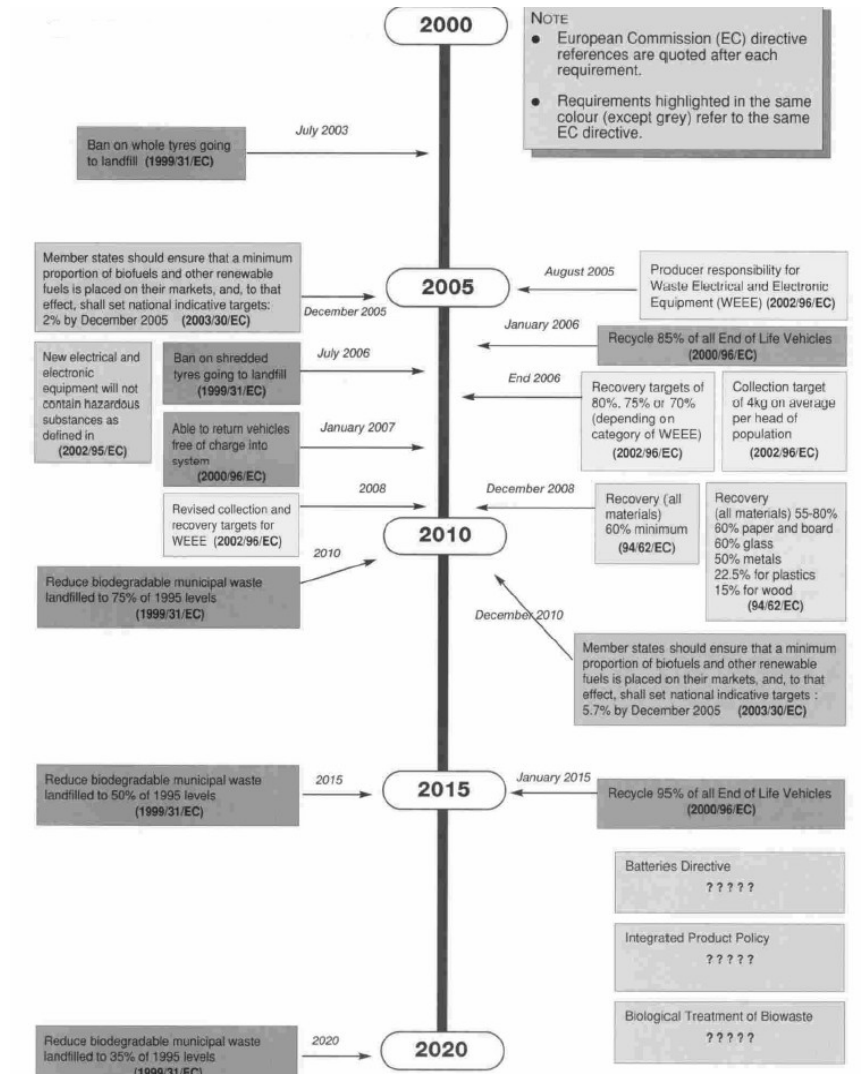 2000
NOTE
● European Commission (EC) directive
references are quoted after each
requirement.
● Requirements highlighted in the same
colour (except grey) refer to the same
EC directive.
July 2003
Ban on whole tyres going
to landfill (1999/31/EC)
Member states should ensure that a minimum
proportion of biofuels and other renewable
fuels is placed on their markets, and, to that
effect, shall set national indicative targets:
2% by December 2005 (2003/30/EC)
December 2005
2005
August 2005
Producer responsibility for
Waste Electrical and Electronic
Equipment (WEEE) (2002/96/EC)
January 2006
Recycle 85% of all End of Life Vehicles
(2000/96/EC)
New electrical and
electronic
equipment will not
contain hazardous
substances as
defined in
(2002/95/EC)
Ban on shredded
tyres going to landfill
(1999/31/EC)
July 2006
End 2006
Recovery targets of
80%, 75% or 70%
(depending on
category of WEEE)
(2002/96/EC)
Collection target
of 4kg on average
per head of
population
(2002/96/EC)
Able to return vehicles
free of charge into
system
(2000/96/EC)
January 2007
Revised collection and
recovery targets for
WEEE (2002/96/EC)
2008
December 2008
Recovery (all
materials)
60% minimum
(94/62/EC)
Recovery
(all materials) 55-80%
60% paper and board
60% glass
50% metals
22.5% for plastics
15% for wood
(94/62/EC)
2010
2010
Reduce biodegradable municipal waste
landfilled to 75% of 1995 levels
(1999/31/EC)
December 2010
Member states should ensure that a minimum
proportion of biofuels and other renewable
fuels is placed on their markets, and, to that
effect, shall set national indicative targets :
5.7% by December 2005 (2003/30/EC)
Reduce biodegradable municipal waste
landfilled to 50% of 1995 levels
(1999/31/EC)
2015
2015
January 2015
Recycle 95% of all End of Life Vehicles
(2000/96/EC)
Batteries Directive
? ? ? ? ?
Integrated Product Policy
? ? ? ? ?
Biological Treatment of Biowaste
? ? ? ? ?
Reduce biodegradable municipal waste
landfilled to 35% of 1995 levels
(1999/31/EC)
2020
2020